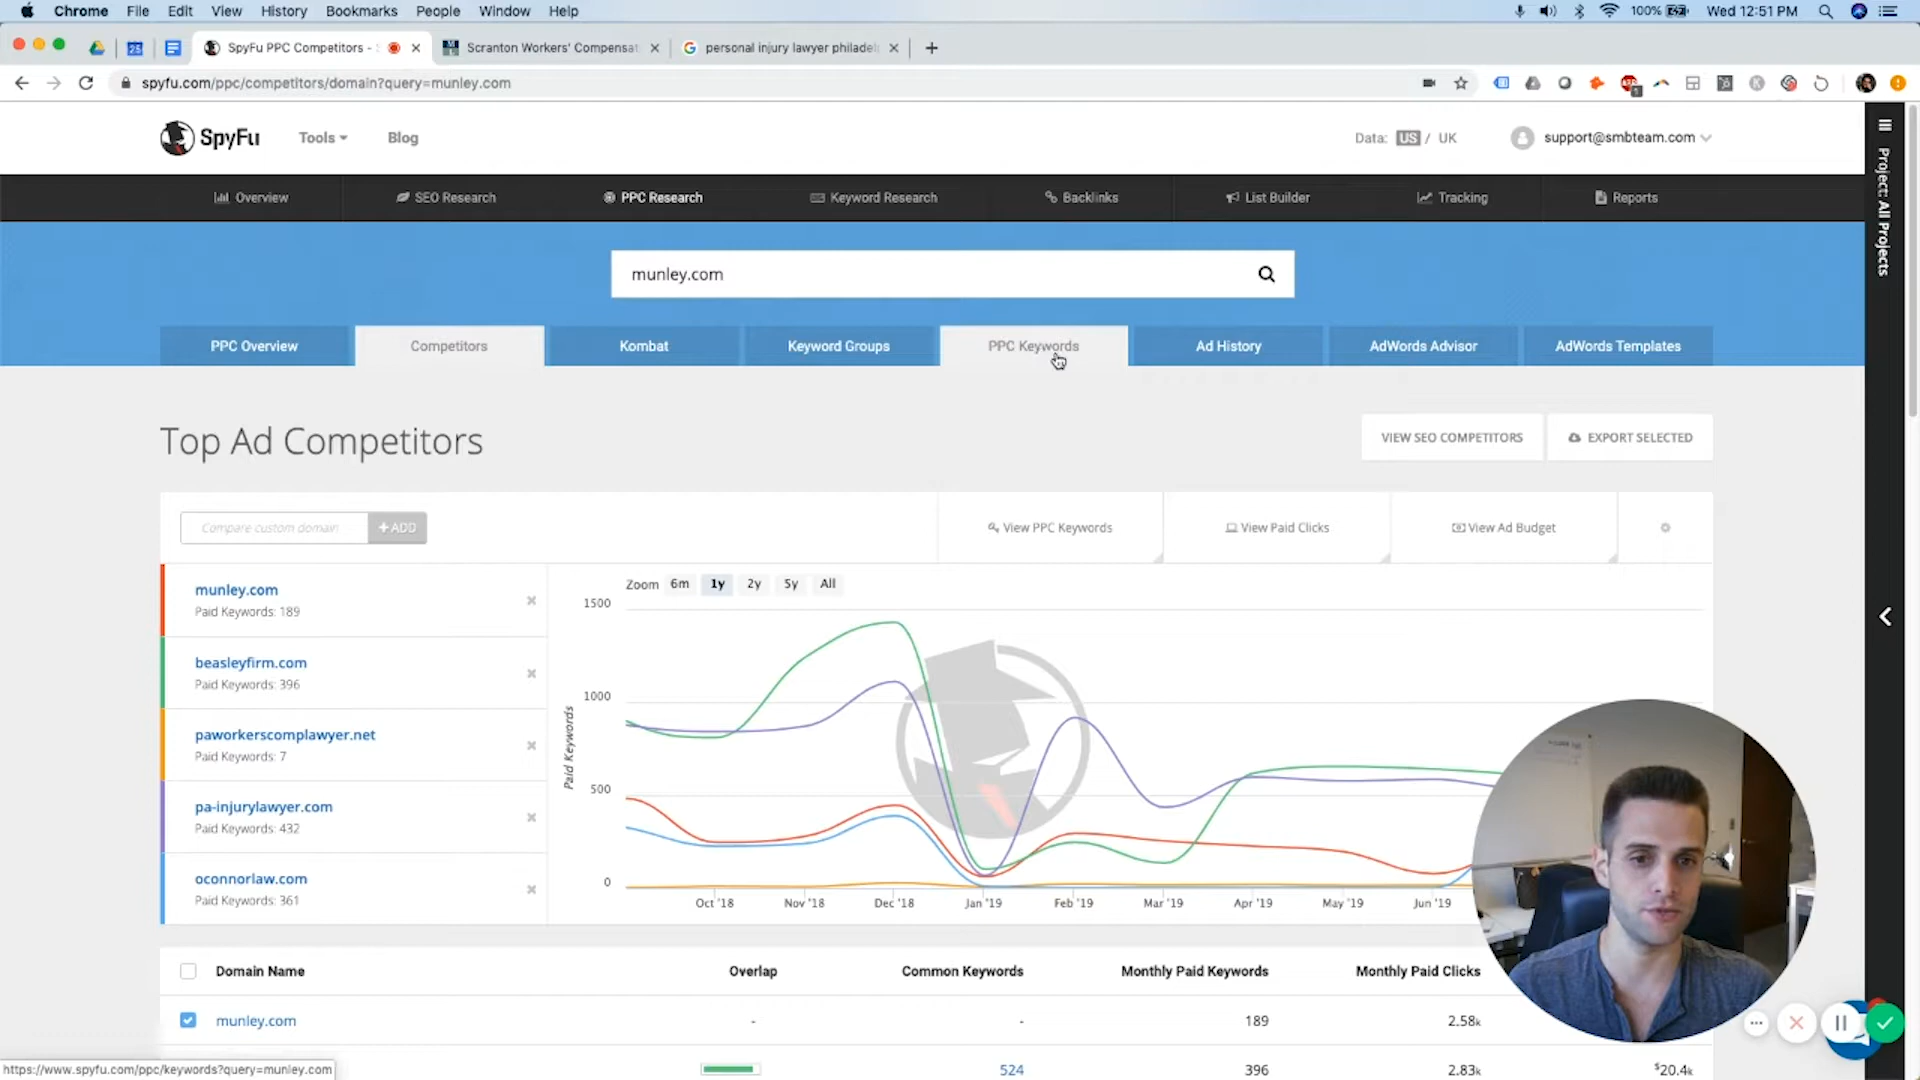 Chrome File Edit View History Bookmarks People Window Help 100% Wed 12:51 PM
SpyFu PPC Competitors - Scranton Workers' Compensat personal injury lawyer philadel
spyfu.com/ppc/competitors/domain?query=munley.com
SpyFu Tools Blog Data: US / UK support@smbteam.com
Overview SEO Research PPC Research Keyword Research Backlinks List Builder Tracking Reports
munley.com
PPC Overview Competitors Kombat Keyword Groups PPC Keywords Ad History AdWords Advisor AdWords Templates
Top Ad Competitors VIEW SEO COMPETITORS EXPORT SELECTED
Compare custom domain + ADD View PPC Keywords View Paid Clicks View Ad Budget
Project: All Projects
munley.com
Paid Keywords: 189
beasleyfirm.com
Paid Keywords: 396
paworkerscomplawyer.net
Paid Keywords: 7
pa-injurylawyer.com
Paid Keywords: 432
oconnorlaw.com
Paid Keywords: 361
Zoom 6m 1y 2y 5y All
1500
1000
500
0
Paid Keywords
Oct '18 Nov '18 Dec '18 Jan '19 Feb '19 Mar '19 Apr '19 May '19 Jun '19
Domain Name Overlap Common Keywords Monthly Paid Keywords Monthly Paid Clicks
munley.com - - 189 2.58k
524 396 2.83k $20.4k
https://www.spyfu.com/ppc/keywords?query=munley.com